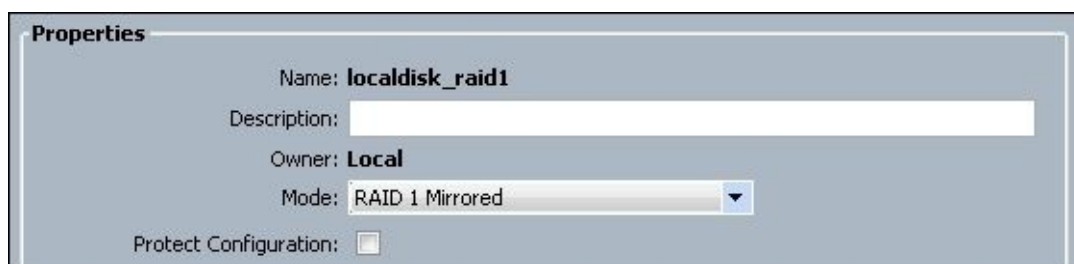 Properties
Name: localdisk_raid1
Description:
Owner: Local
Mode: RAID 1 Mirrored
Protect Configuration: